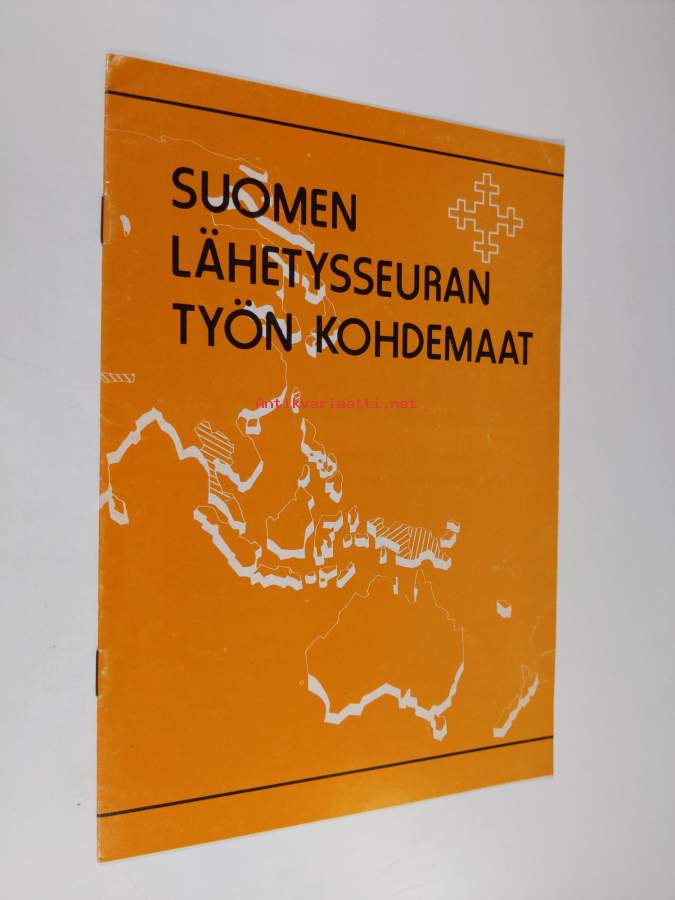 SUOMEN
LÄHETYSSEURAN
TYÖN KOHDEMAAT
Antikvariaatti.net